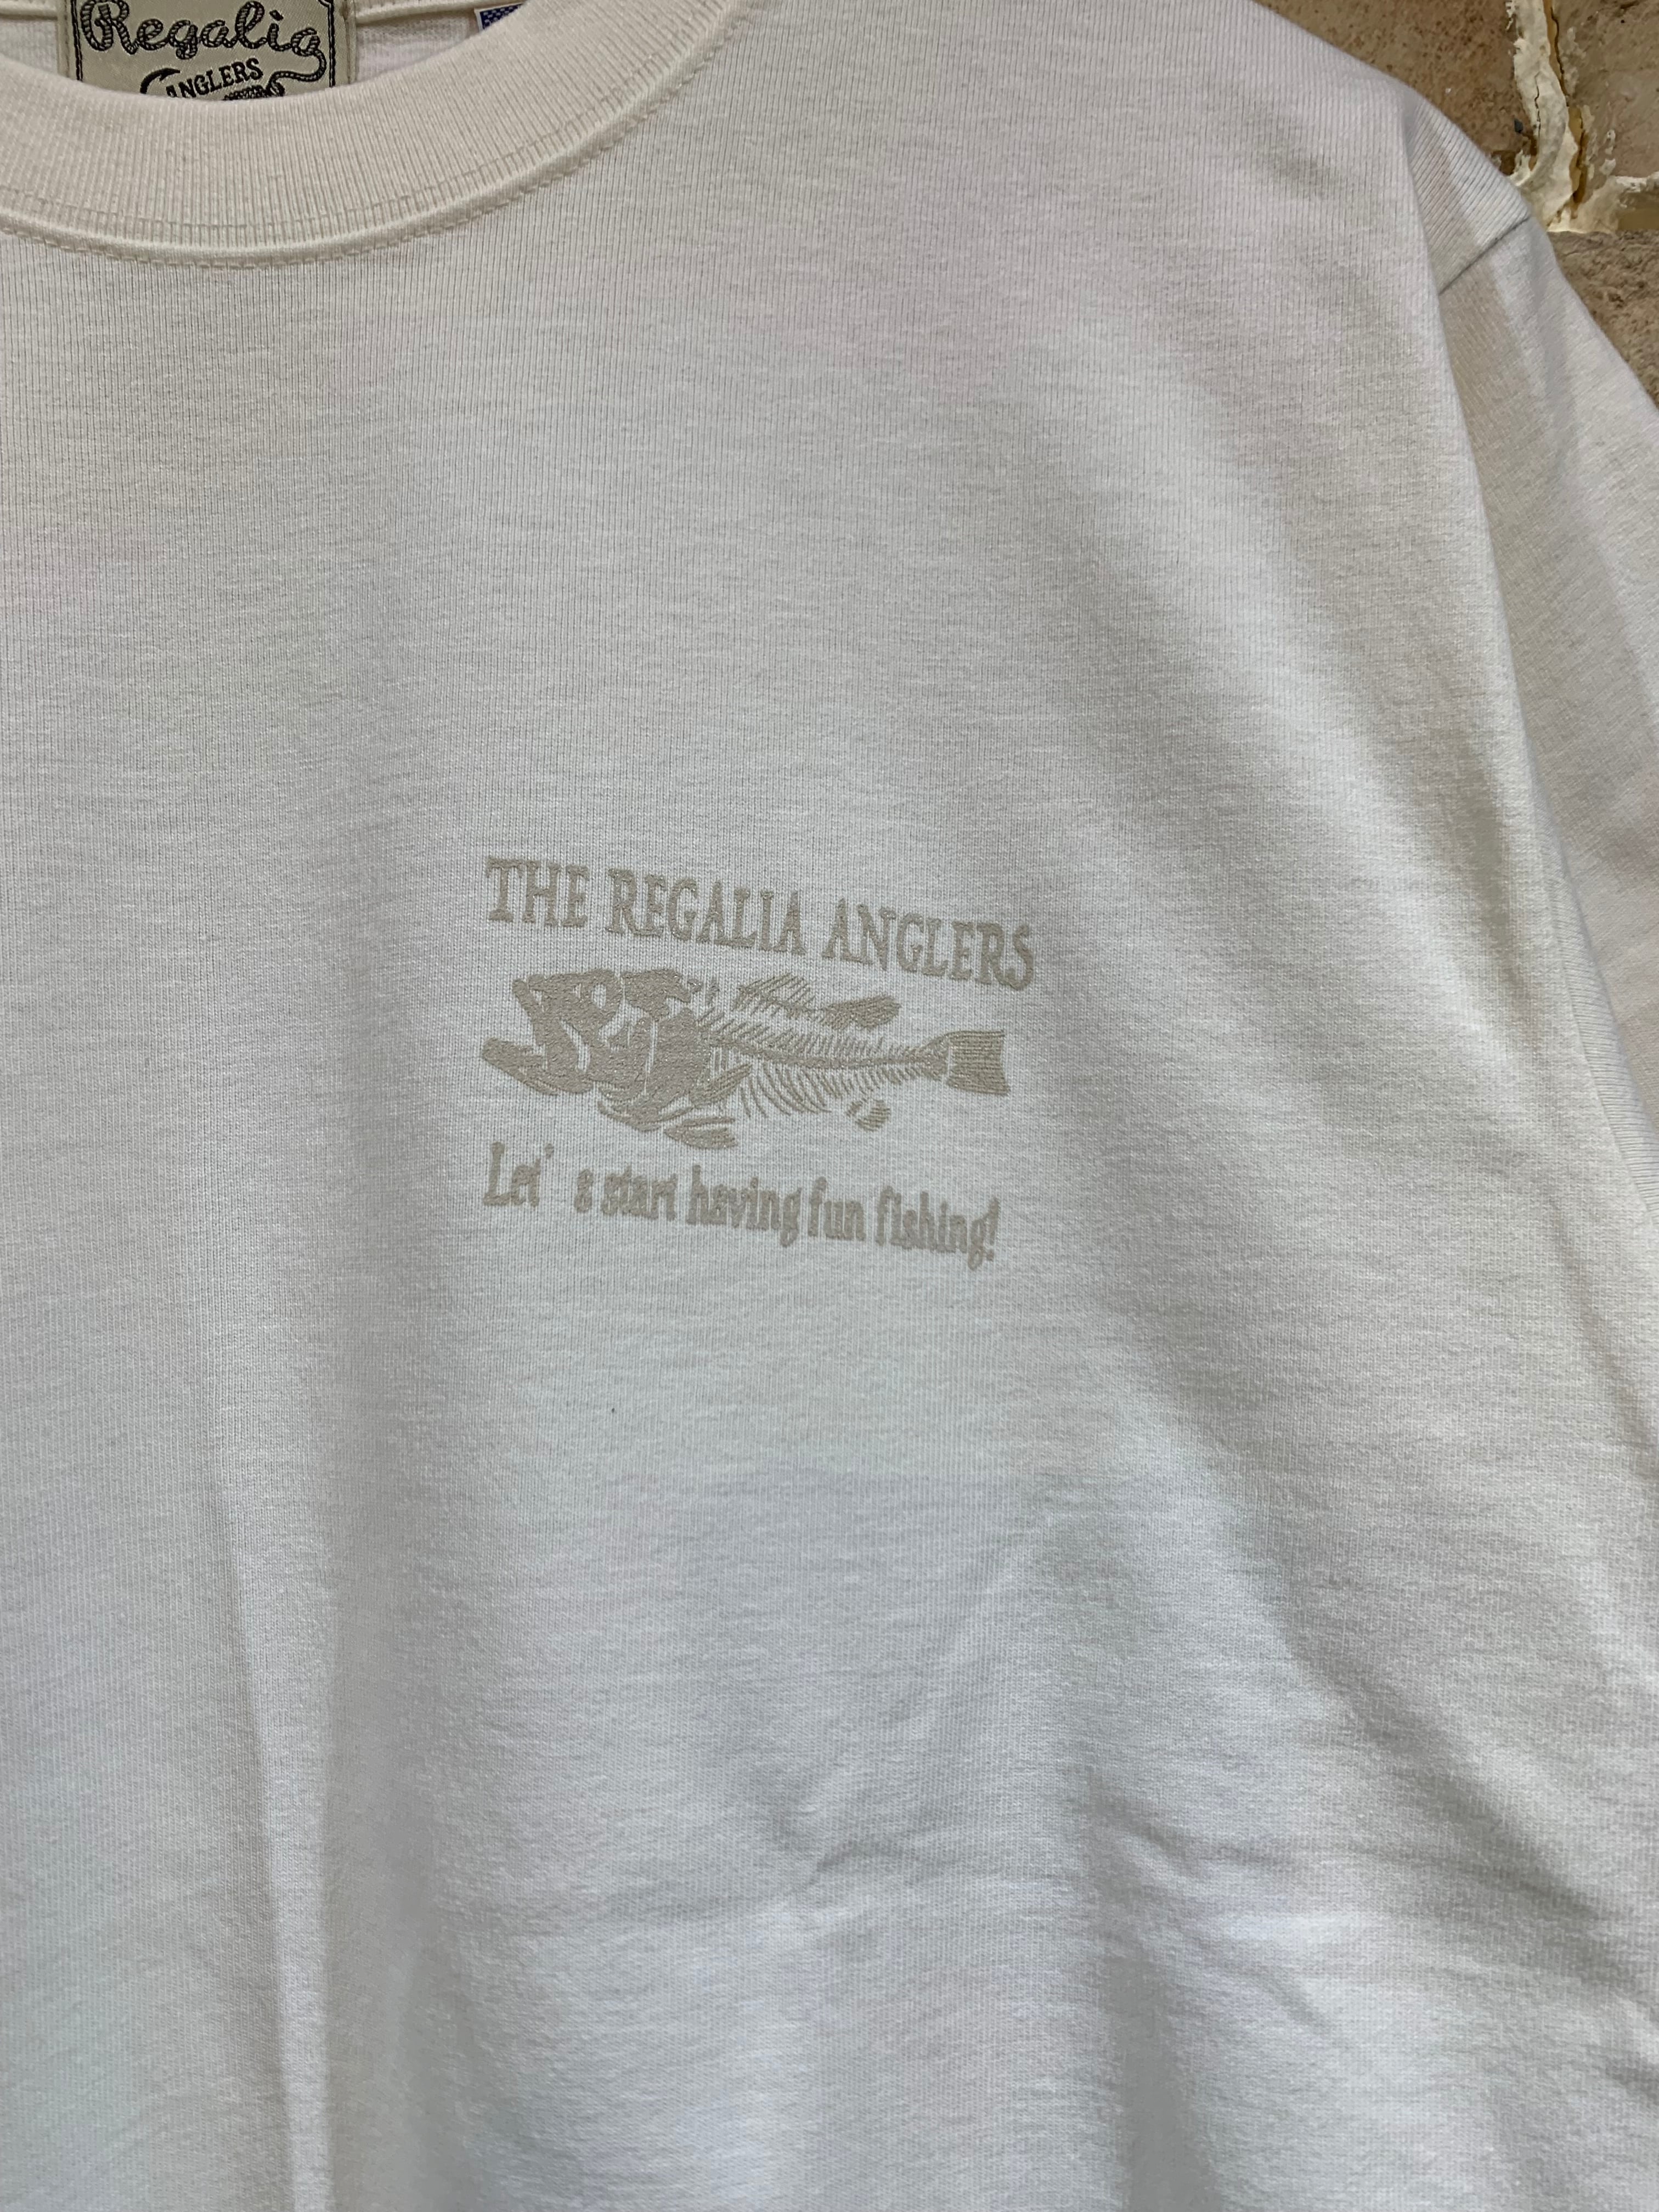 Regalia
ANGLERS
THE REGALIA ANGLERS
Let's start having fun fishing!